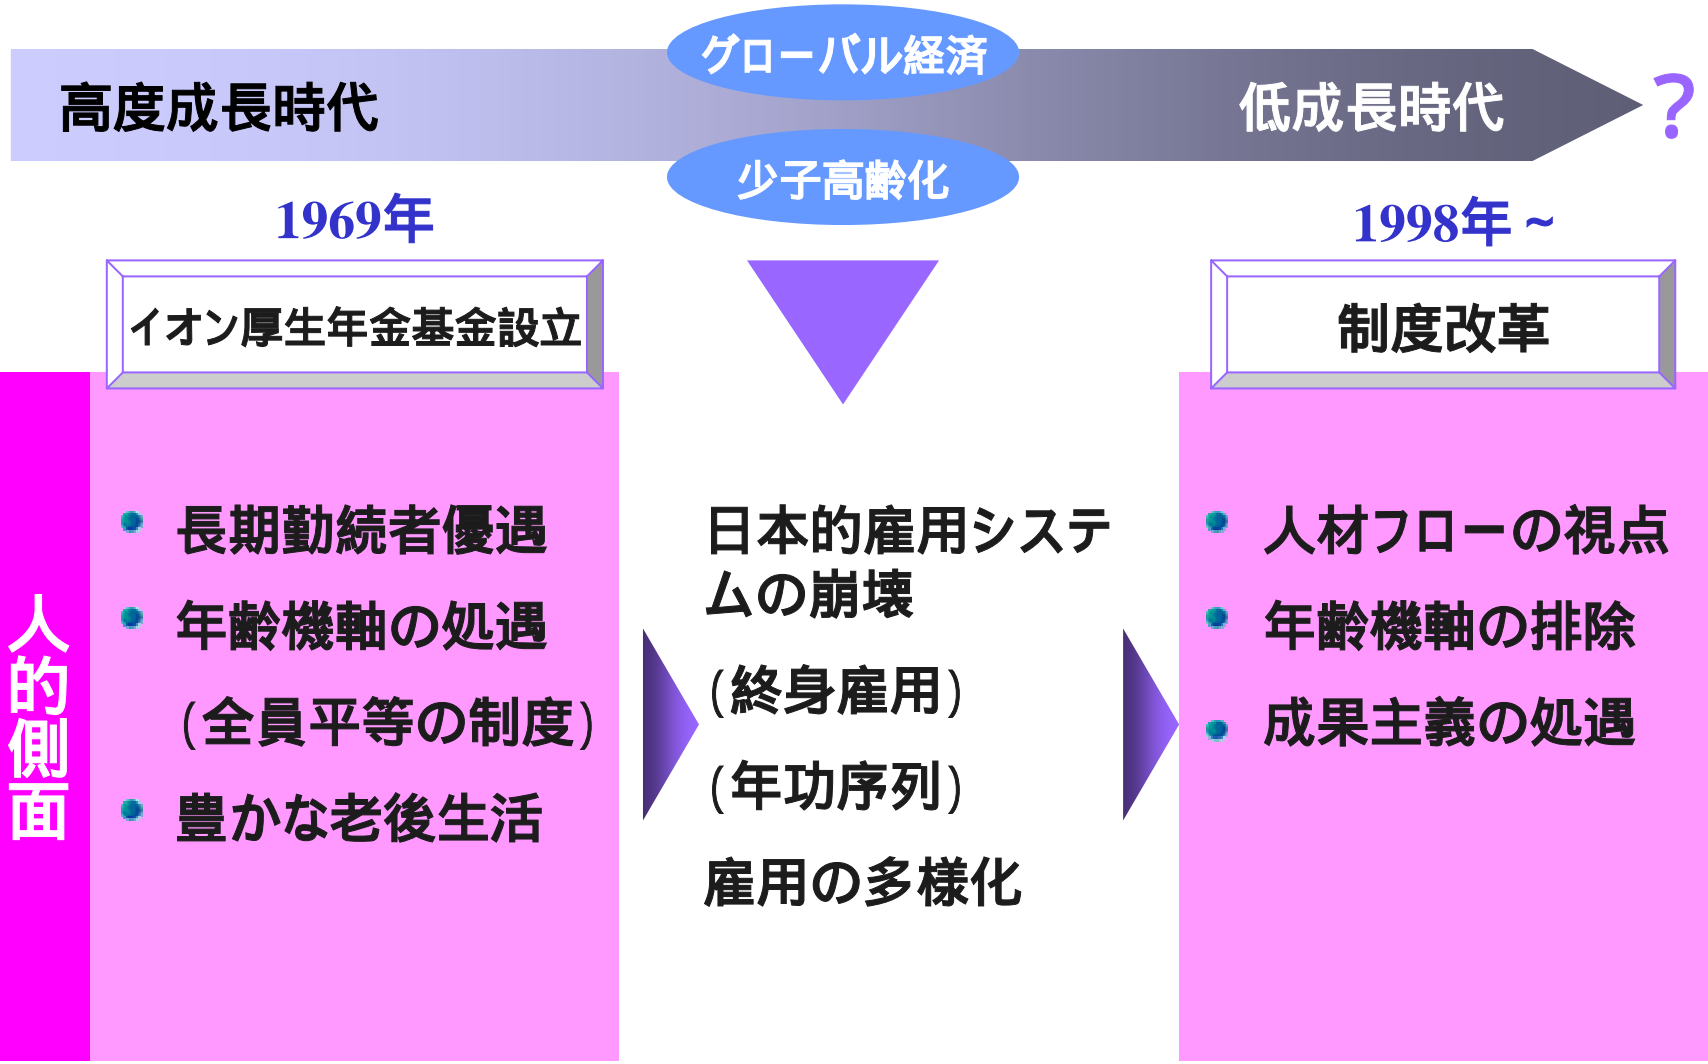 グローバル経済
高度成長時代
低成長時代
?
少子高齢化
1969年
1998年～
イオン厚生年金基金設立
制度改革
人的側面
長期勤続者優遇
年齢機軸の処遇
(全員平等の制度)
豊かな老後生活
日本的雇用システ
ムの崩壊
(終身雇用)
(年功序列)
雇用の多様化
人材フローの視点
年齢機軸の排除
成果主義の処遇